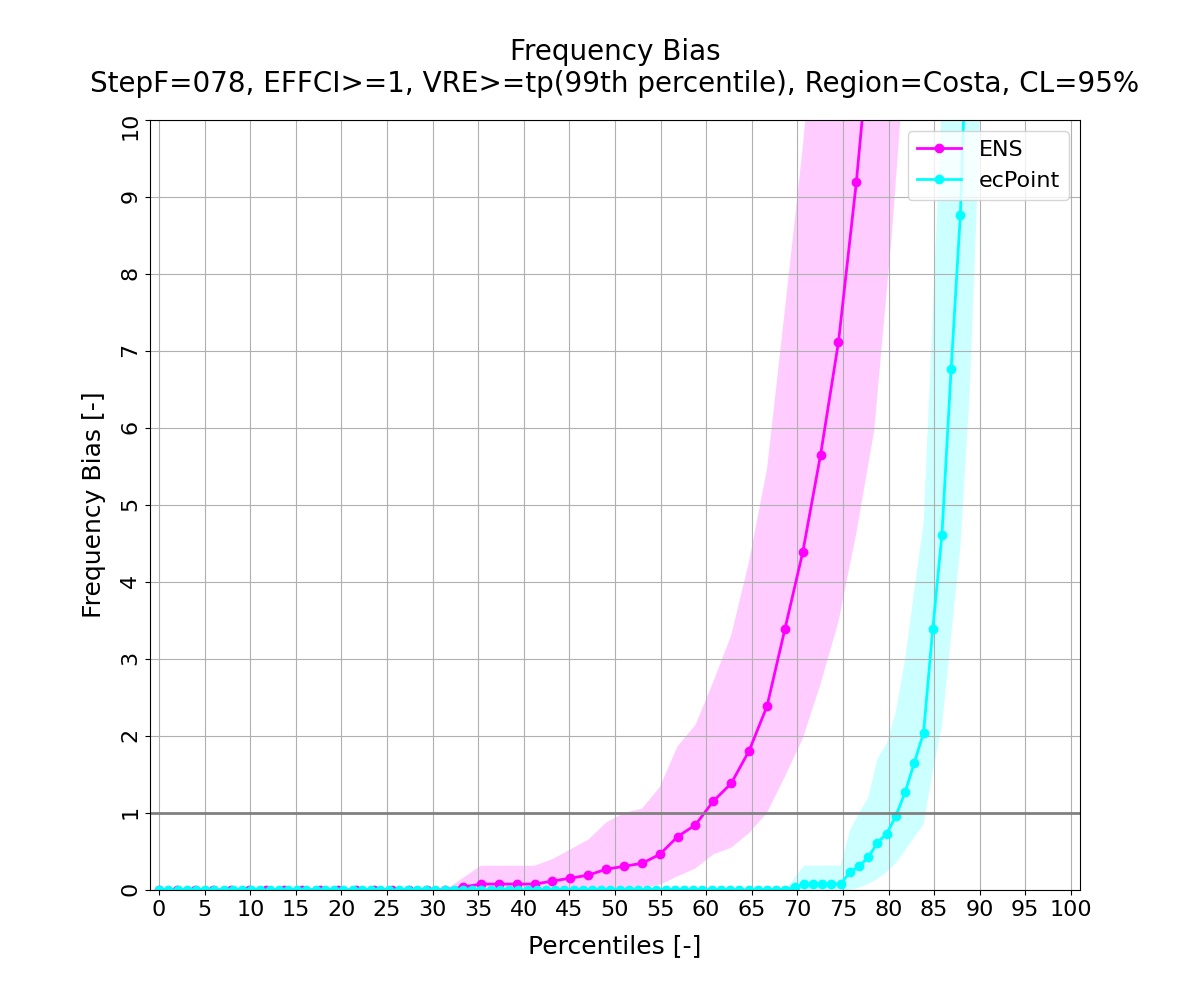 Frequency Bias
StepF=078, EFFCI>=1, VRE>=tp(99th percentile), Region=Costa, CL=95%
10
9
8
7
6
5
4
3
2
1
0
Frequency Bias [-]
ENS
ecPoint
0 5 10 15 20 25 30 35 40 45 50 55 60 65 70 75 80 85 90 95 100
Percentiles [-]